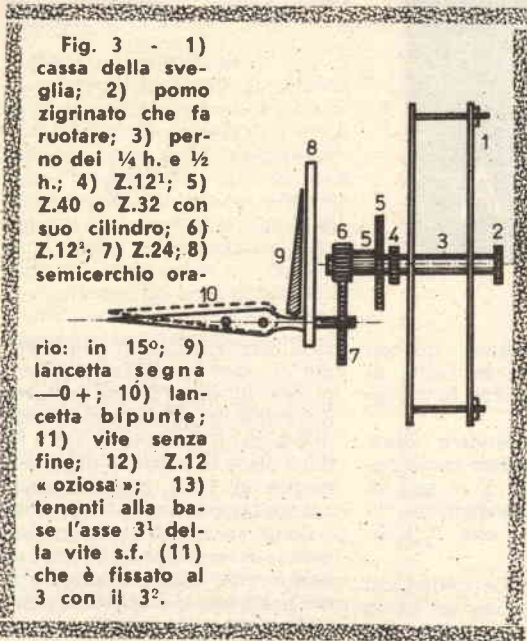 Fig. 3 - 1)
cassa della sve-
glia; 2) pomo
zigrinato che fa
ruotare; 3) per-
no dei ¼ h. e ½
h.; 4) Z.12¹; 5)
Z.40 o Z.32 con
suo cilindro; 6)
Z,12²; 7) Z.24; 8)
semicerchio ora-
rio: in 15°; 9)
lancetta segna
—0+; 10) lan-
cetta bipunte;
11) vite senza
fine; 12) Z.12
« oziosa »; 13)
tenenti alla ba-
se l'asse 3¹ del-
la vite s.f. (11)
che è fissato al
3 con il 3².
8
9
10
6
5
5
4
3
1
2
7